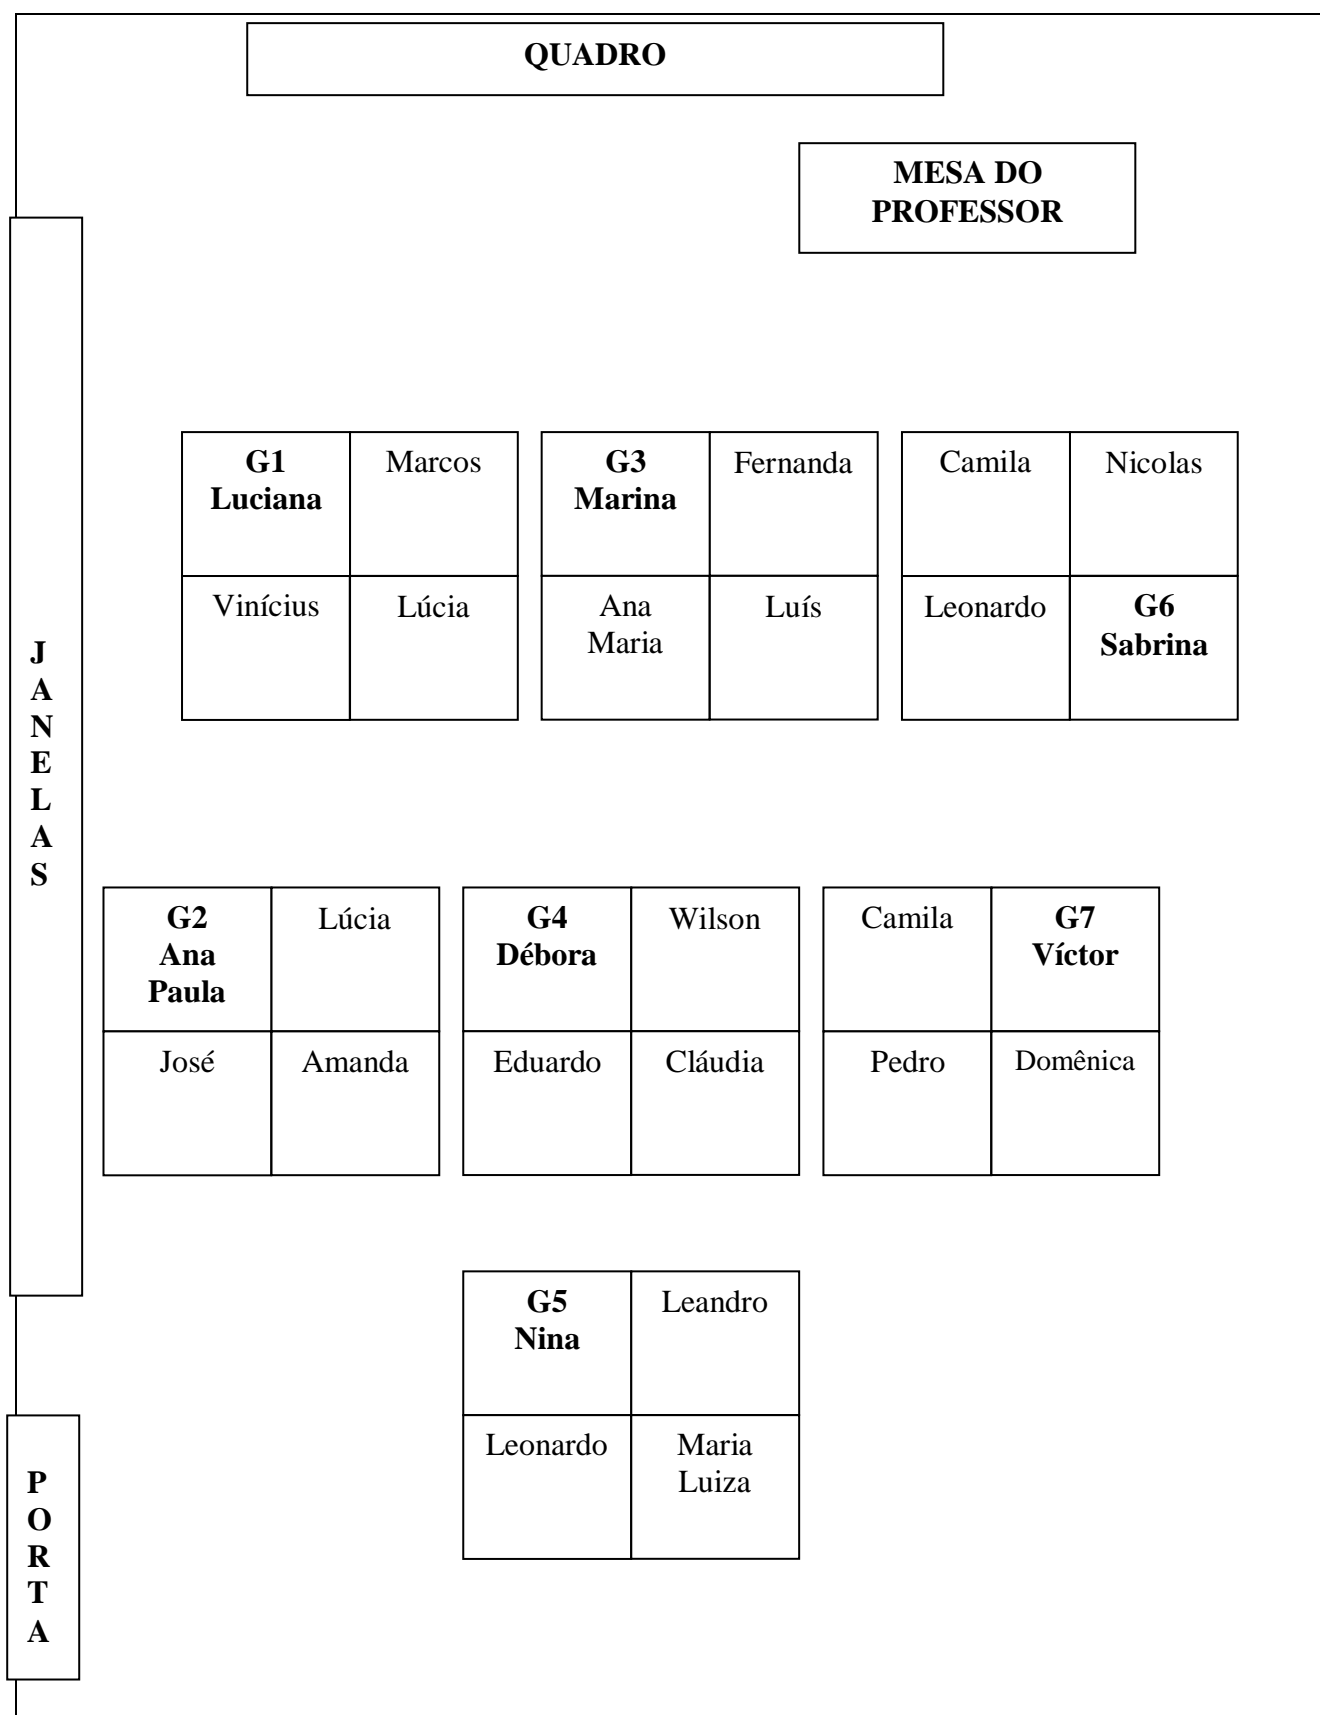 QUADRO
MESA DO
PROFESSOR
G1
Luciana
Marcos
G3
Marina
Fernanda
Camila
Nicolas
Vinícius
Lúcia
Ana
Maria
Luís
Leonardo
G6
Sabrina
J
A
N
E
L
A
S
G2
Ana
Paula
Lúcia
G4
Débora
Wilson
Camila
G7
Víctor
José
Amanda
Eduardo
Cláudia
Pedro
Domênica
G5
Nina
Leandro
Leonardo
Maria
Luiza
P
O
R
T
A